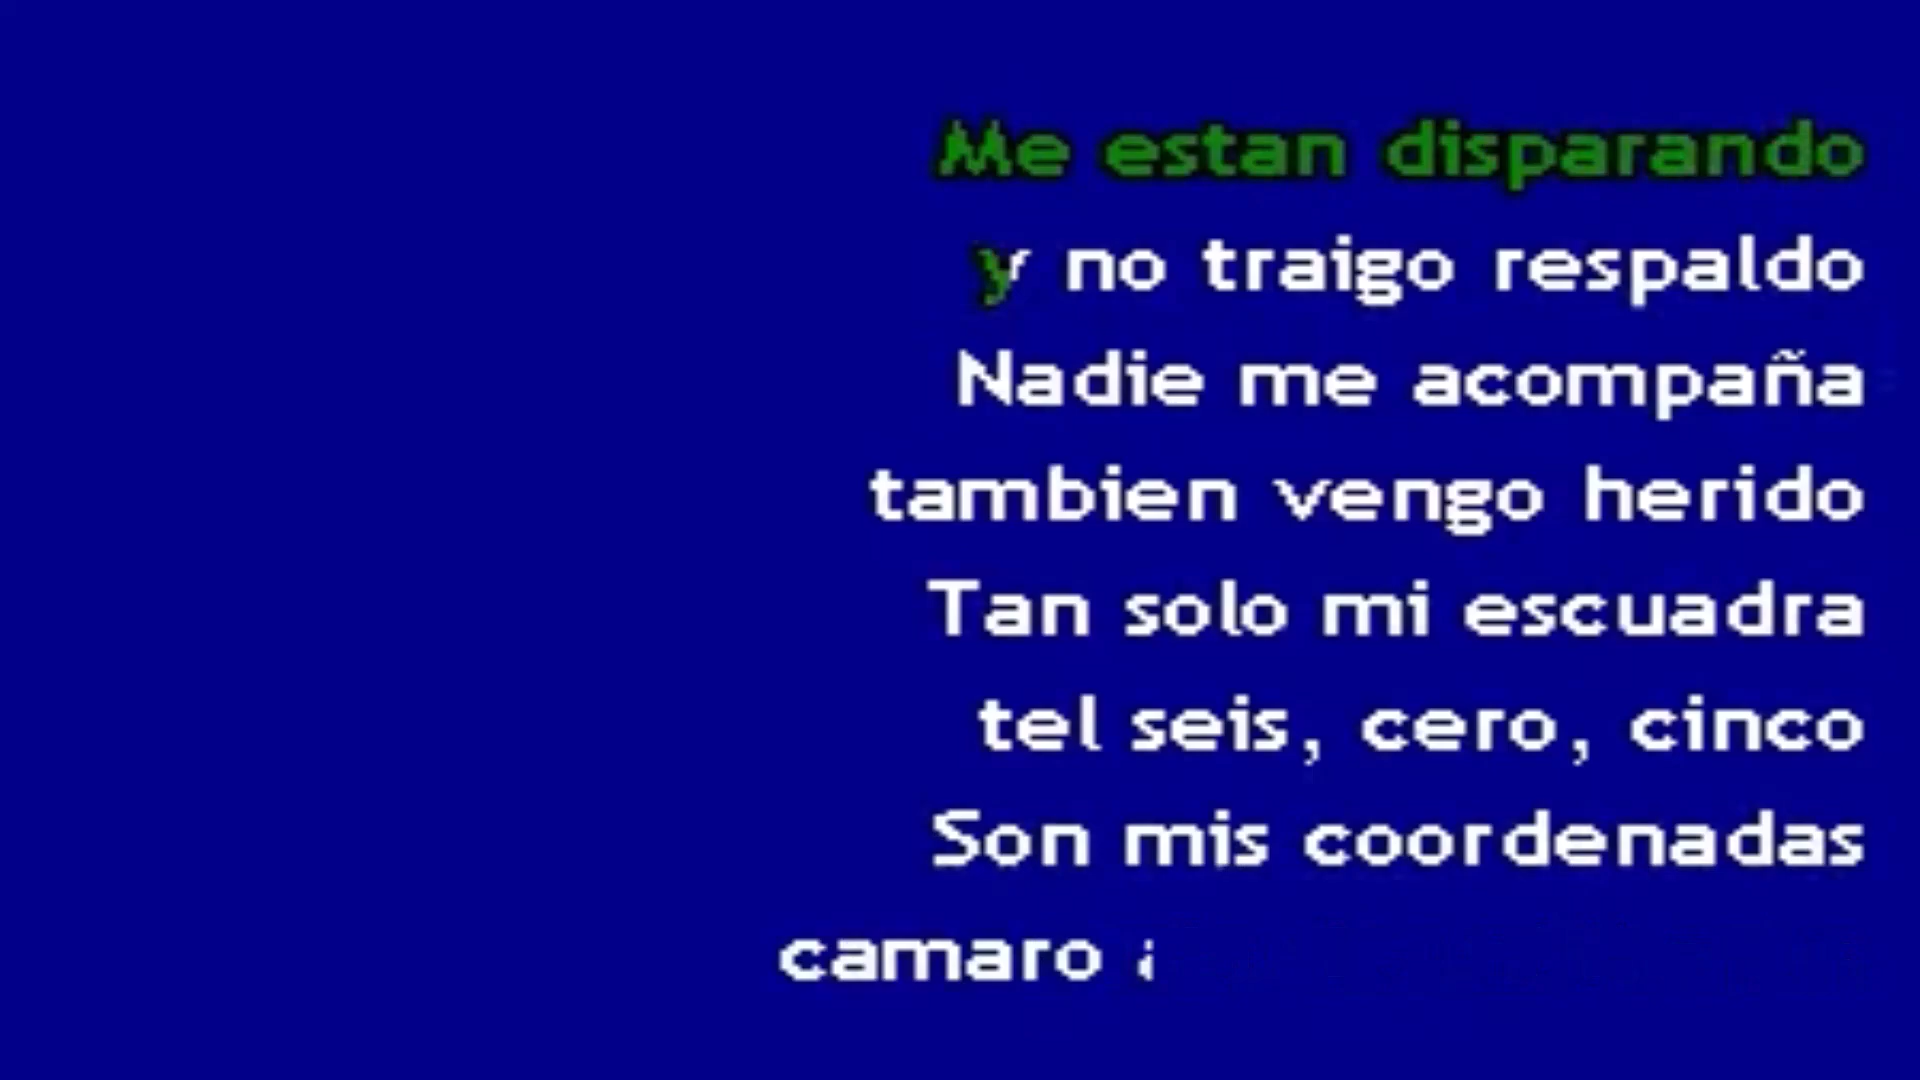 Me estan disparando
y no traigo respaldo
Nadie me acompaña
tambien vengo herido
Tan solo mi escuadra
tel seis, cero, cinco
Son mis coordenadas
camaro